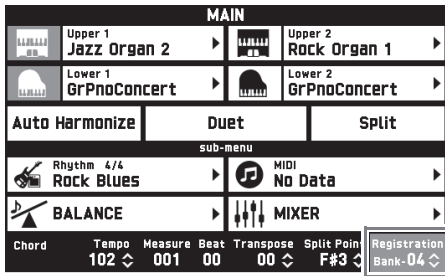 MAIN
Upper 1
Jazz Organ 2
Upper 2
Rock Organ 1
Lower 1
GrPnoConcert
Lower 2
GrPnoConcert
Auto Harmonize
Duet
Split
sub-menu
Rhythm 4/4
Rock Blues
MIDI
No Data
BALANCE
MIXER
Chord Tempo Measure Beat Transpose Split Point Registration
102 001 00 00 F#3 Bank-04